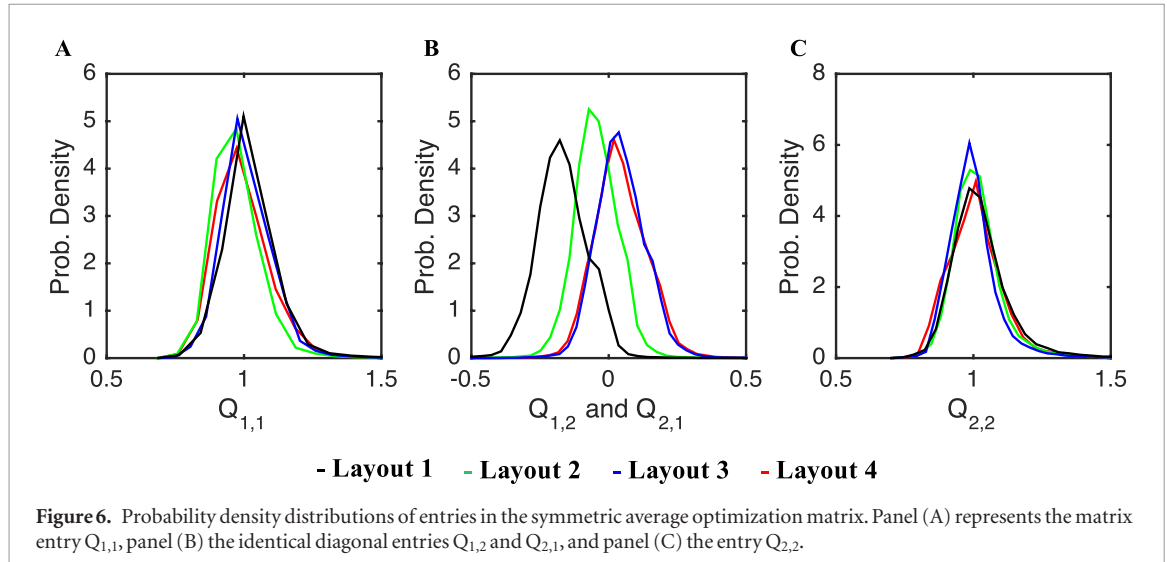 A
B
C
6
5
4
3
2
1
0
Prob. Density
0.5
1
1.5
Q1,1
6
5
4
3
2
1
0
Prob. Density
-0.5
0
0.5
Q1,2 and Q2,1
8
6
4
2
0
Prob. Density
0.5
1
1.5
Q2,2
- Layout 1 - Layout 2 - Layout 3 - Layout 4
Figure 6. Probability density distributions of entries in the symmetric average optimization matrix. Panel (A) represents the matrix
entry Q1,1, panel (B) the identical diagonal entries Q1,2 and Q2,1, and panel (C) the entry Q2,2.